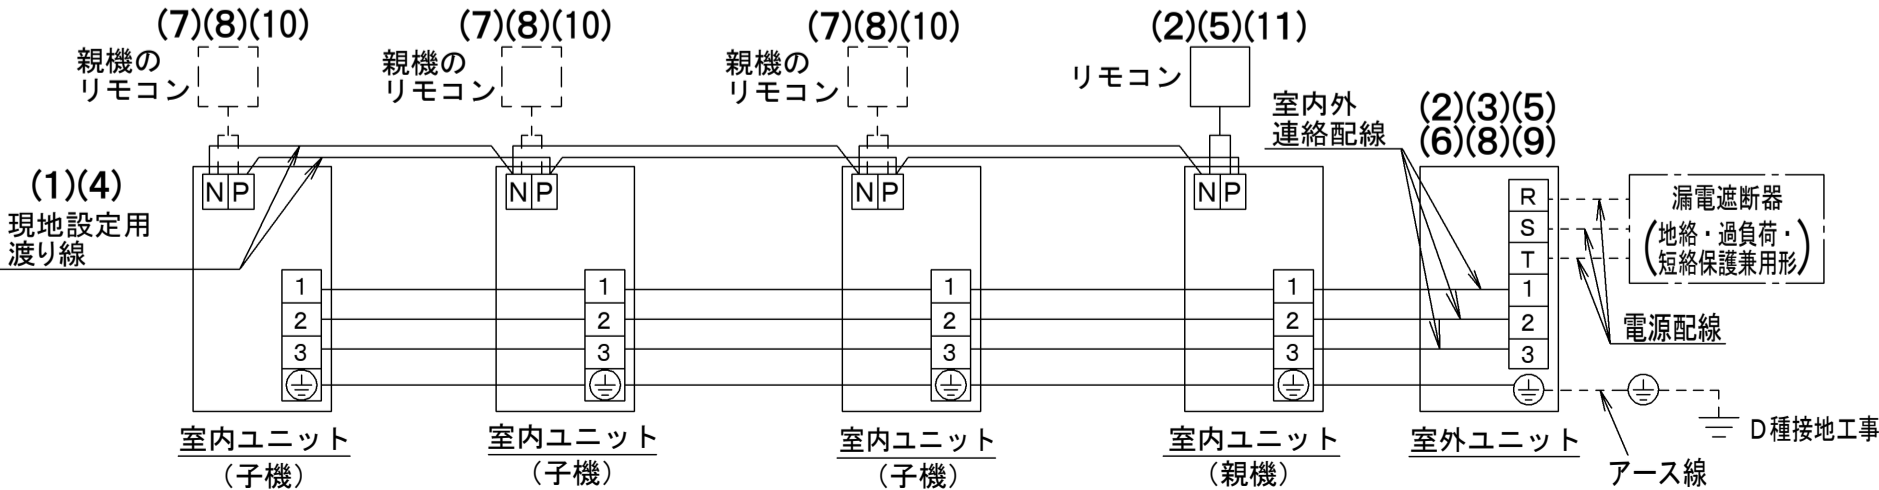 (7)(8)(10)
親機の
リモコン
(7)(8)(10)
親機の
リモコン
(7)(8)(10)
親機の
リモコン
(2)(5)(11)
リモコン
室内外
連絡配線
(2)(3)(5)
(6)(8)(9)
(1)(4)
現地設定用
渡り線
N P
1
2
3
室内ユニット
(子機)
N P
1
2
3
室内ユニット
(子機)
N P
1
2
3
室内ユニット
(子機)
N P
1
2
3
室内ユニット
(親機)
R
S
T
1
2
3
室外ユニット
漏電遮断器
(地絡・過負荷・
短絡保護兼用形)
電源配線
D種接地工事
アース線